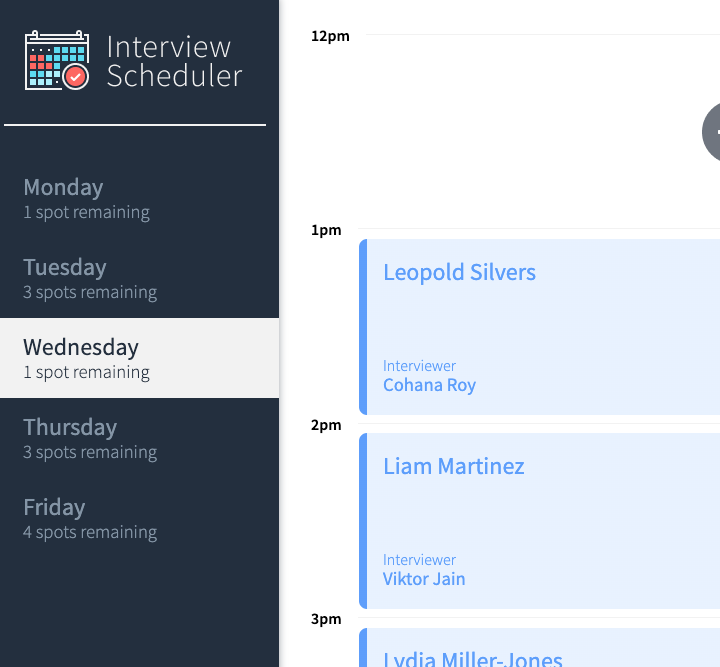 Interview
Scheduler
Monday
1 spot remaining
Tuesday
3 spots remaining
Wednesday
1 spot remaining
Thursday
3 spots remaining
Friday
4 spots remaining
12pm
1pm
Leopold Silvers
Interviewer
Cohana Roy
2pm
Liam Martinez
Interviewer
Viktor Jain
3pm
Lydia Miller-Jones